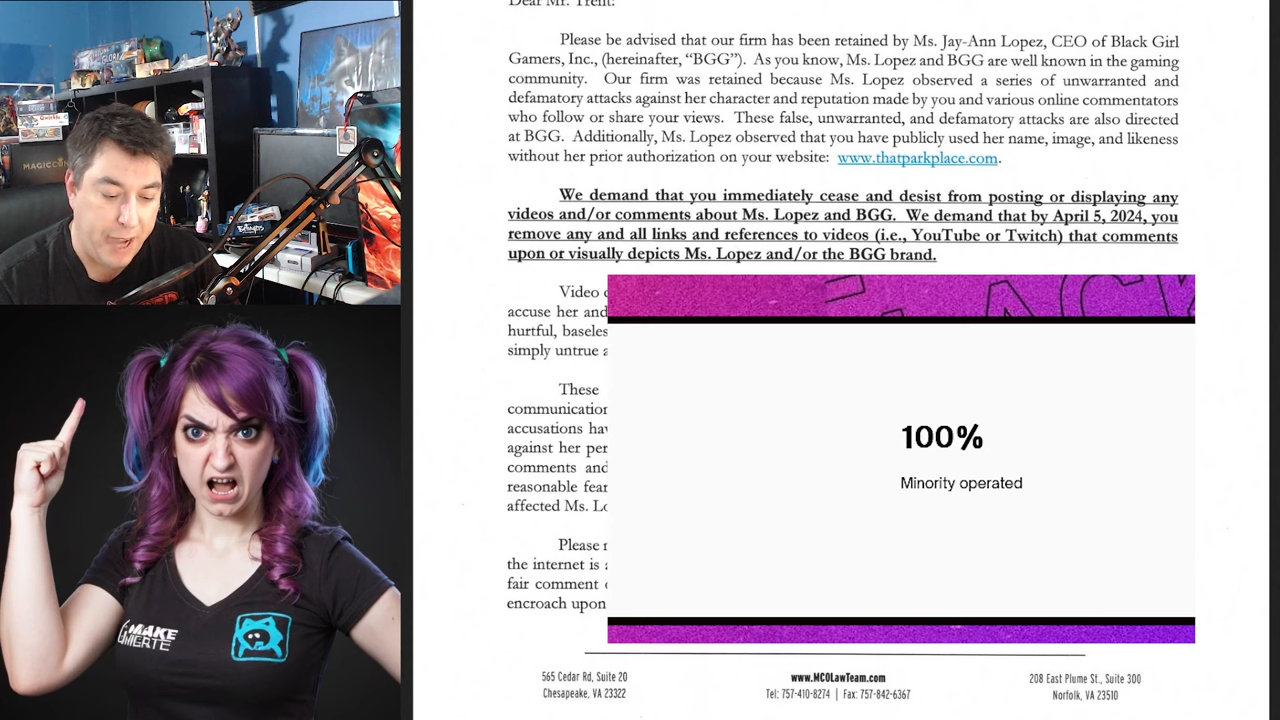 Dear Mr. Trent:
Please be advised that our firm has been retained by Ms. Jay-Ann Lopez, CEO of Black Girl
Gamers, Inc., (hereinafter, “BGG”). As you know, Ms. Lopez and BGG are well known in the gaming
community. Our firm was retained because Ms. Lopez observed a series of unwarranted and
defamatory attacks against her character and reputation made by you and various online commentators
who follow or share your views. These false, unwarranted, and defamatory attacks are also directed
at BGG. Additionally, Ms. Lopez observed that you have publicly used her name, image, and likeness
without her prior authorization on your website: www.thatparkplace.com.
We demand that you immediately cease and desist from posting or displaying any
videos and/or comments about Ms. Lopez and BGG. We demand that by April 5, 2024, you
remove any and all links and references to videos (i.e., YouTube or Twitch) that comments
upon or visually depicts Ms. Lopez and/or the BGG brand.
Video
accuse her and
hurtful,
simply untrue
These
communication
accusations
against her
comments and
reasonable
affected Ms.
Please
the internet is
fair comment
encroach upon
100%
Minority operated
565 Cedar Rd, Suite 20
Chesapeake, VA 23322
www.MCOLawTeam.com
Tel: 757-410-8274 | Fax: 757-842-6367
208 East Plume St., Suite 300
Norfolk, VA 23510
MAGICCON
Qwirkle
GLORY
MAKE